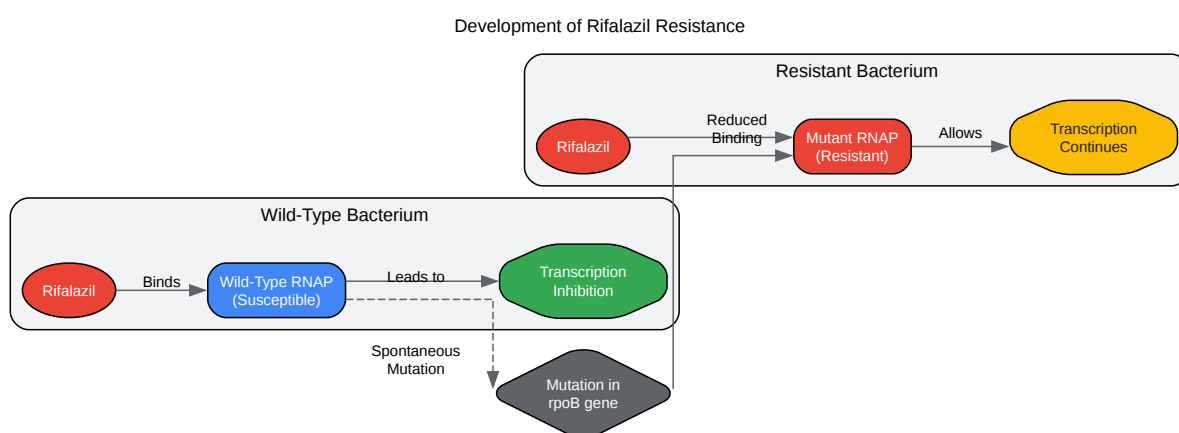 Development of Rifalazil Resistance
Resistant Bacterium
Rifalazil
Reduced
Binding
Mutant RNAP
(Resistant)
Allows
Transcription
Continues
Wild-Type Bacterium
Rifalazil
Binds
Wild-Type RNAP
(Susceptible)
Leads to
Transcription
Inhibition
Spontaneous
Mutation
Mutation in
rpoB gene